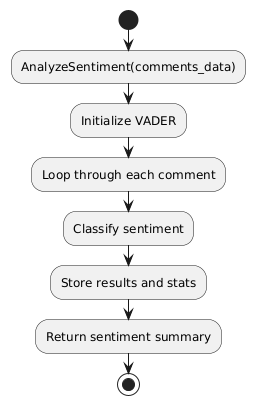 AnalyzeSentiment(comments_data)
Initialize VADER
Loop through each comment
Classify sentiment
Store results and stats
Return sentiment summary